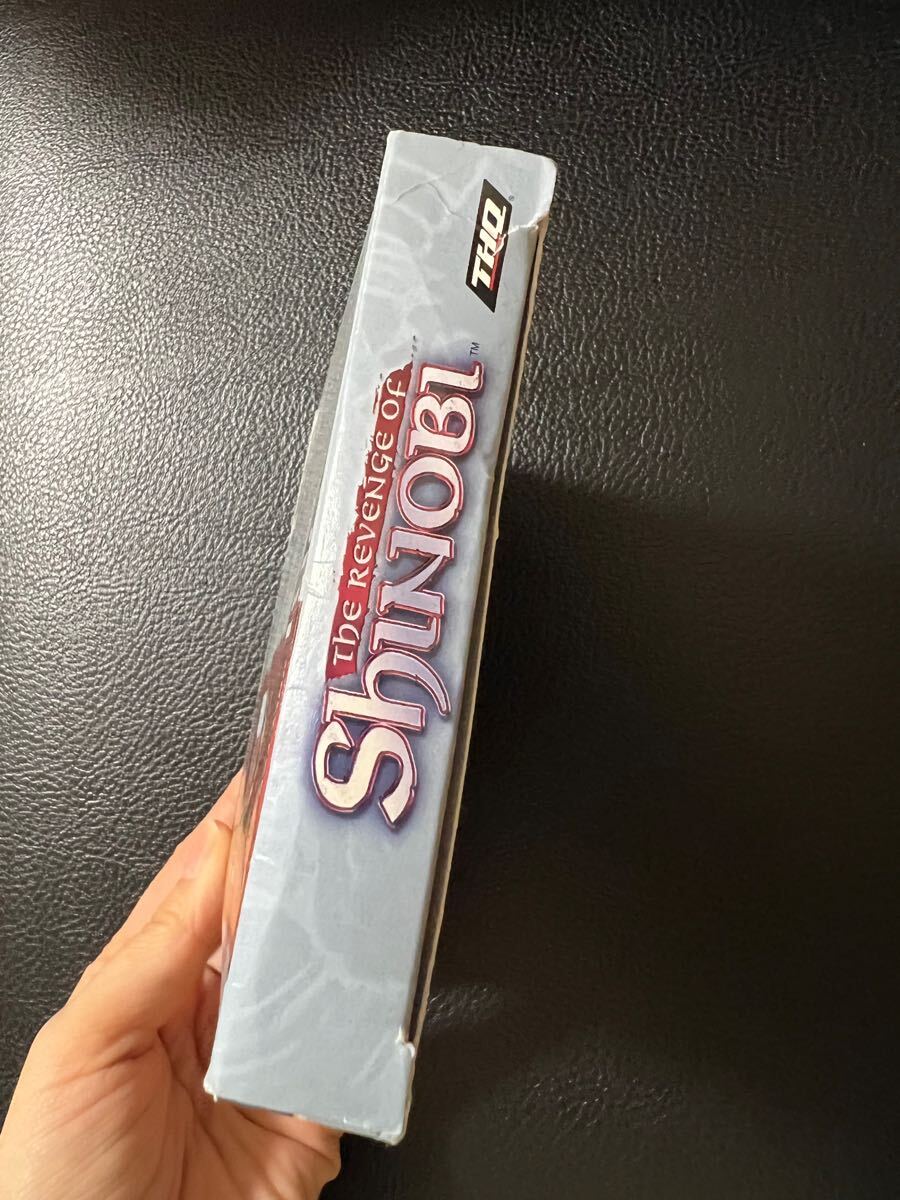 The Revenge of
Shinobi™
THQ®